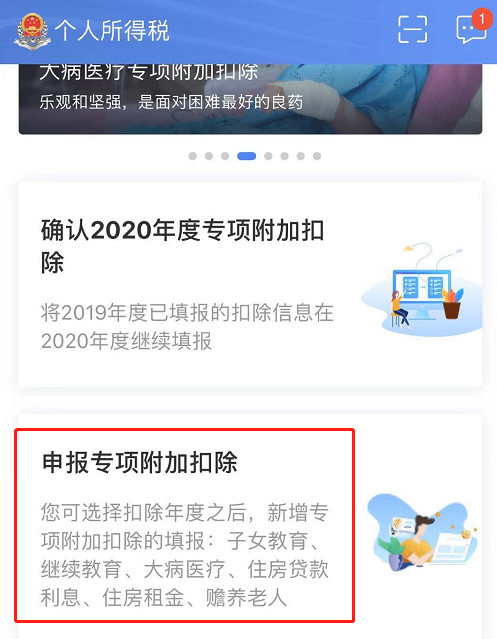 个人所得税
1
大病医疗专项附加扣除
乐观和坚强，是面对困难最好的良药
确认2020年度专项附加扣
除
将2019年度已填报的扣除信息在
2020年度继续填报
申报专项附加扣除
您可选择扣除年度之后，新增专
项附加扣除的填报：子女教育、
继续教育、大病医疗、住房贷款
利息、住房租金、赡养老人